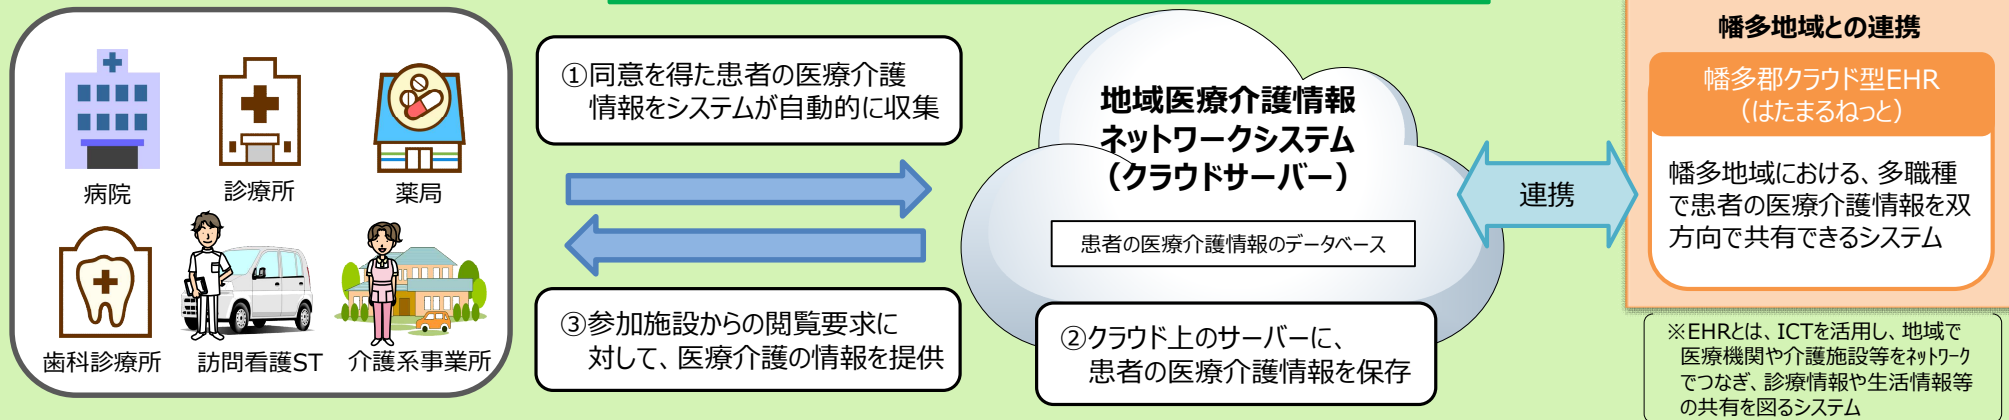 病院
診療所
薬局
歯科診療所
訪問看護ST
介護系事業所
①同意を得た患者の医療介護
情報をシステムが自動的に収集
③参加施設からの閲覧要求に
対して、医療介護の情報を提供
地域医療介護情報
ネットワークシステム
（クラウドサーバー）
患者の医療介護情報のデータベース
②クラウド上のサーバーに、
患者の医療介護情報を保存
連携
幡多地域との連携
幡多郡クラウド型EHR
（はたまるねっと）
幡多地域における、多職種
で患者の医療介護情報を双
方向で共有できるシステム
※EHRとは、ICTを活用し、地域で
医療機関や介護施設等をﾈｯﾄﾜｰｸ
でつなぎ、診療情報や生活情報等
の共有を図るシステム